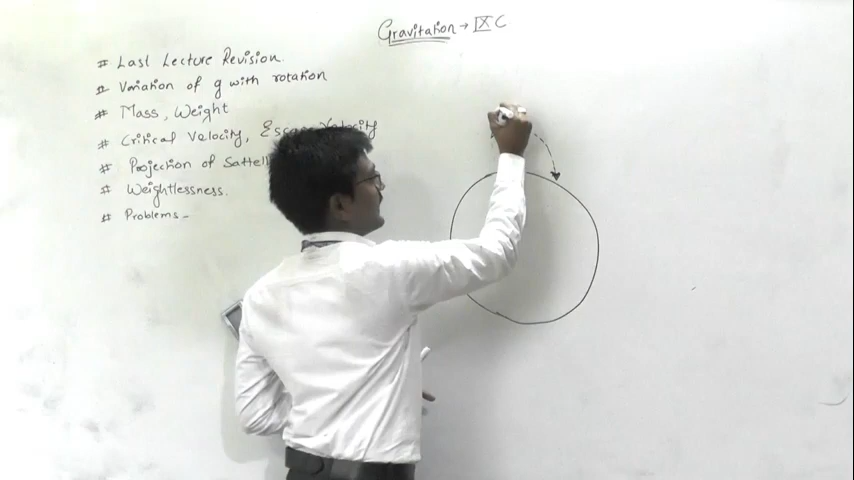 Gravitation → IX C
# Last Lecture Revision.
# Variation of g with rotation
# Mass, Weight
# Critical Velocity, Escape Velocity
# Projection of
# Weightlessness.
# Problems -